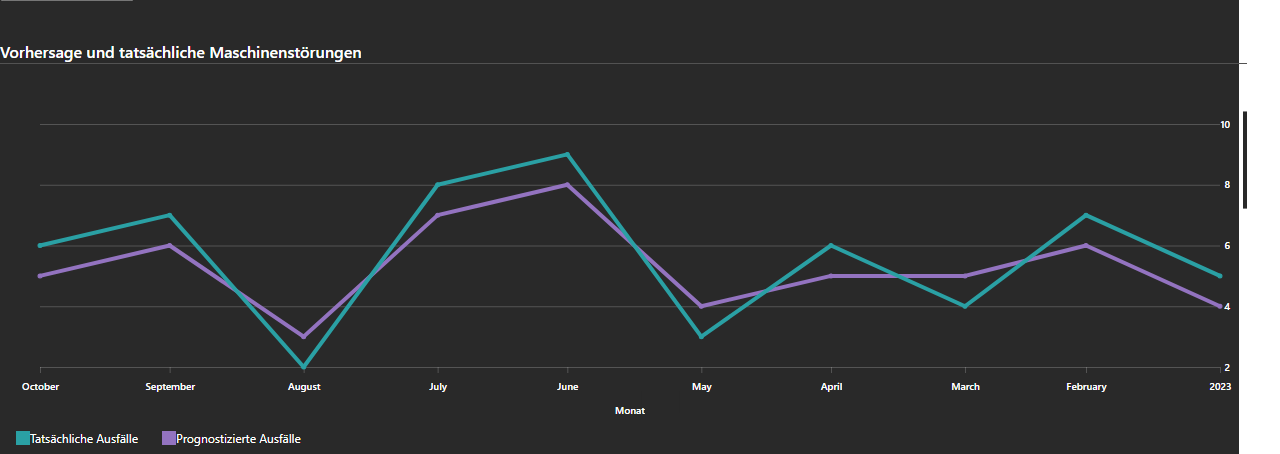 Vorhersage und tatsächliche Maschinenstörungen
10
8
6
4
2
October September August July June May April March February 2023
Monat
Tatsächliche Ausfälle Prognostizierte Ausfälle